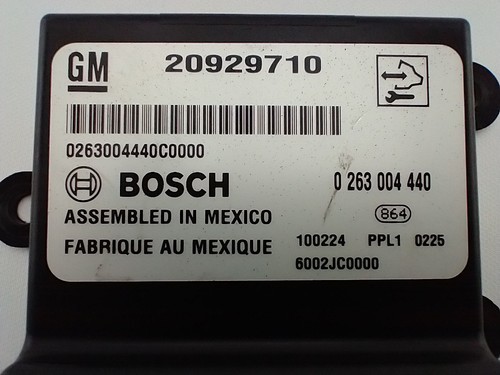 GM 20929710
0263004440C0000
BOSCH 0 263 004 440
ASSEMBLED IN MEXICO 864
FABRIQUE AU MEXIQUE 100224 PPL1 0225
6002JC0000